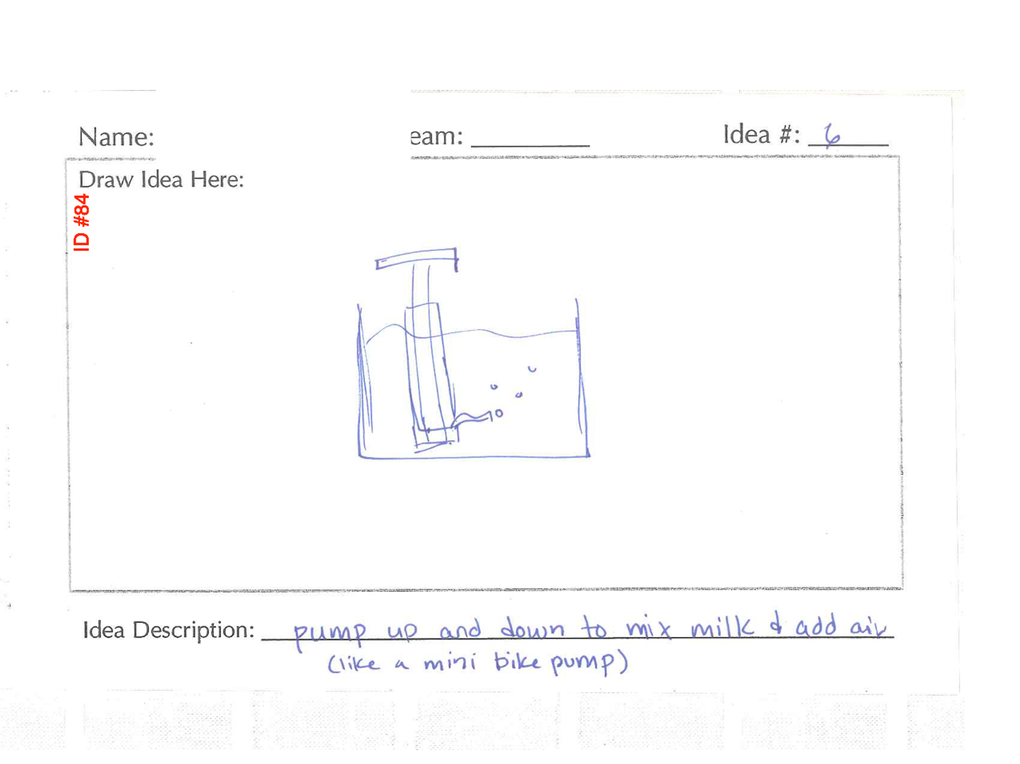 Name: eam: Idea #: 6
Draw Idea Here:
ID #84
Idea Description: pump up and down to mix milk & add air
(like a mini bike pump)